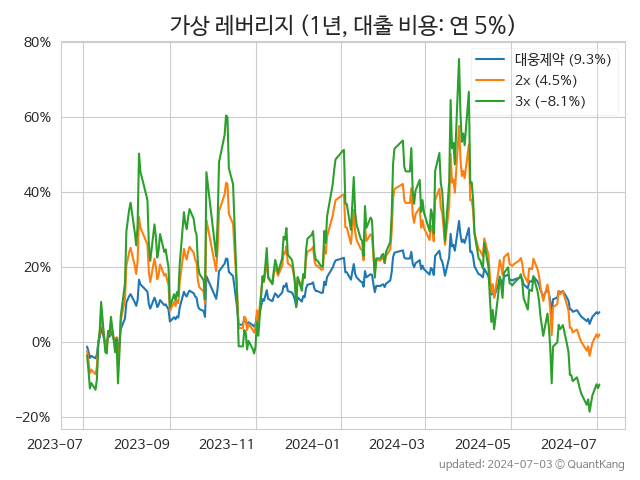 가상 레버리지 (1년, 대출 비용: 연 5%)
80%
60%
40%
20%
0%
−20%
대웅제약 (9.3%)
2x (4.5%)
3x (−8.1%)
2023-07
2023-09
2023-11
2024-01
2024-03
2024-05
2024-07
updated: 2024-07-03 © QuantKang